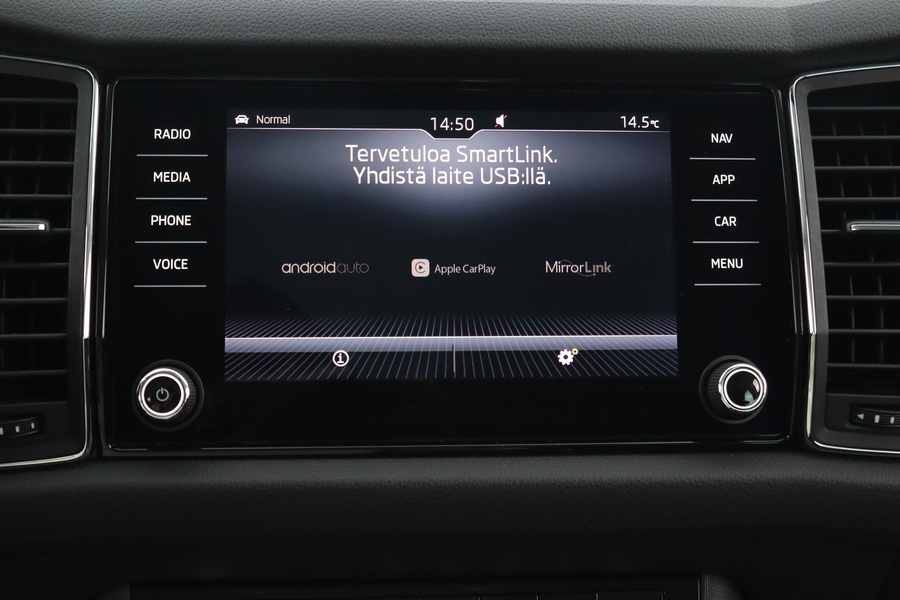 RADIO
MEDIA
PHONE
VOICE
Normal
14:50
14.5°C
Tervetuloa SmartLink.
Yhdistä laite USB:llä.
androidauto
Apple CarPlay
MirrorLink
NAV
APP
CAR
MENU